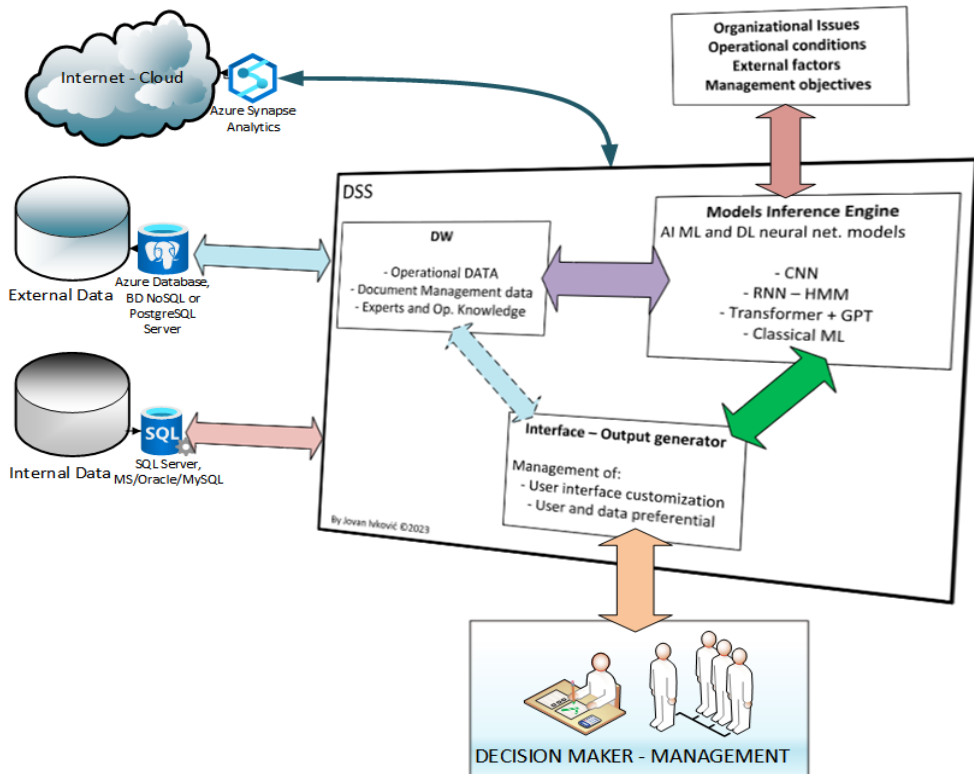 Internet - Cloud
Azure Synapse
Analytics
Organizational Issues
Operational conditions
External factors
Management objectives
External Data
Azure Database,
BD NoSQL or
PostgreSQL
Server
Internal Data
SQL
SQL Server,
MS/Oracle/MySQL
DSS
DW
- Operational DATA
- Document Management data
- Experts and Op. Knowledge
Models Inference Engine
AI ML and DL neural net. models
- CNN
- RNN – HMM
- Transformer + GPT
- Classical ML
Interface – Output generator
Management of:
- User interface customization
- User and data preferential
By Jovan Ivković ©2023
DECISION MAKER - MANAGEMENT